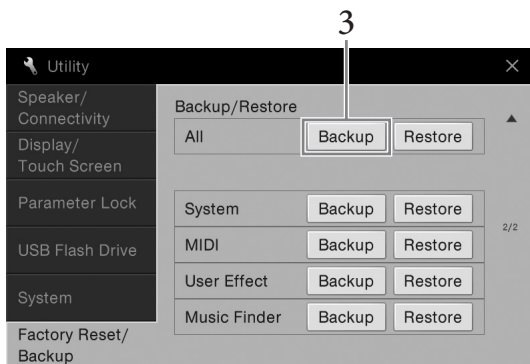 3
Utility
Speaker/
Connectivity
Display/
Touch Screen
Parameter Lock
USB Flash Drive
System
Factory Reset/
Backup
Backup/Restore
All Backup Restore
System Backup Restore
MIDI Backup Restore
User Effect Backup Restore
Music Finder Backup Restore
2/2